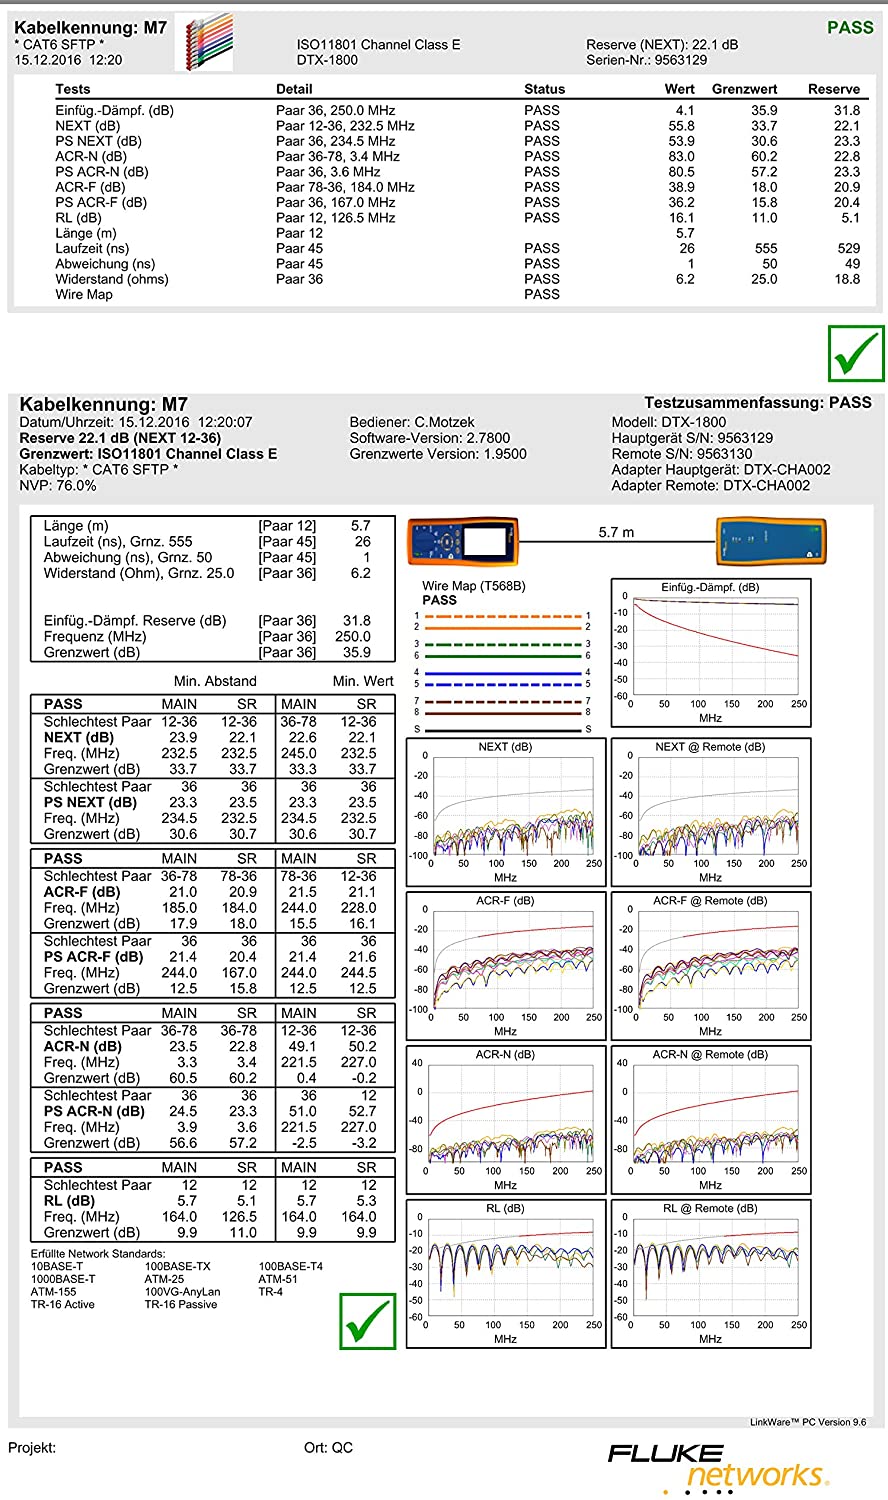 Kabelkennung: M7
PASS
* CAT6 SFTP * ISO11801 Channel Class E Reserve (NEXT): 22.1 dB
15.12.2016 12:20 DTX-1800 Serien-Nr.: 9563129
Tests Detail Status Wert Grenzwert Reserve
Einfüg.-Dämpf. (dB) Paar 36, 250.0 MHz PASS 4.1 35.9 31.8
NEXT (dB) Paar 12-36, 232.5 MHz PASS 55.8 33.7 22.1
PS NEXT (dB) Paar 36, 234.5 MHz PASS 53.9 30.6 23.3
ACR-N (dB) Paar 36-78, 3.4 MHz PASS 83.0 60.2 22.8
PS ACR-N (dB) Paar 36, 3.6 MHz PASS 80.5 57.2 23.3
ACR-F (dB) Paar 78-36, 184.0 MHz PASS 38.9 18.0 20.9
PS ACR-F (dB) Paar 36, 167.0 MHz PASS 36.2 15.8 20.4
RL (dB) Paar 12, 126.5 MHz PASS 16.1 11.0 5.1
Länge (m) Paar 12 5.7
Laufzeit (ns) Paar 45 PASS 26 555 529
Abweichung (ns) Paar 45 PASS 1 50 49
Widerstand (ohms) Paar 36 PASS 6.2 25.0 18.8
Wire Map PASS
Kabelkennung: M7 Testzusammenfassung: PASS
Datum/Uhrzeit: 15.12.2016 12:20:07 Bediener: C.Motzek Modell: DTX-1800
Reserve 22.1 dB (NEXT 12-36) Software-Version: 2.7800 Hauptgerät S/N: 9563129
Grenzwert: ISO11801 Channel Class E Grenzwerte Version: 1.9500 Remote S/N: 9563130
Kabeltyp: * CAT6 SFTP * Adapter Hauptgerät: DTX-CHA002
NVP: 76.0% Adapter Remote: DTX-CHA002
Länge (m) [Paar 12] 5.7
Laufzeit (ns), Grnz. 555 [Paar 45] 26
Abweichung (ns), Grnz. 50 [Paar 45] 1
Widerstand (Ohm), Grnz. 25.0 [Paar 36] 6.2
Einfüg.-Dämpf. Reserve (dB) [Paar 36] 31.8
Frequenz (MHz) [Paar 36] 250.0
Grenzwert (dB) [Paar 36] 35.9
Min. Abstand Min. Wert
PASS MAIN SR MAIN SR
Schlechtest Paar 12-36 12-36 36-78 12-36
NEXT (dB) 23.9 22.1 22.6 22.1
Freq. (MHz) 232.5 232.5 245.0 232.5
Grenzwert (dB) 33.7 33.7 33.3 33.7
Schlechtest Paar 36 36 36 36
PS NEXT (dB) 23.3 23.5 23.3 23.5
Freq. (MHz) 234.5 232.5 234.5 232.5
Grenzwert (dB) 30.6 30.7 30.6 30.7
PASS MAIN SR MAIN SR
Schlechtest Paar 36-78 78-36 78-36 12-36
ACR-F (dB) 21.0 20.9 21.5 21.1
Freq. (MHz) 185.0 184.0 244.0 228.0
Grenzwert (dB) 17.9 18.0 15.5 16.1
Schlechtest Paar 36 36 36 36
PS ACR-F (dB) 21.4 20.4 21.4 21.6
Freq. (MHz) 244.0 167.0 244.0 244.5
Grenzwert (dB) 12.5 15.8 12.5 12.5
PASS MAIN SR MAIN SR
Schlechtest Paar 36-78 36-78 12-36 12-36
ACR-N (dB) 23.5 22.8 49.1 50.2
Freq. (MHz) 3.3 3.4 221.5 227.0
Grenzwert (dB) 60.5 60.2 0.4 -0.2
Schlechtest Paar 36 36 36 12
PS ACR-N (dB) 24.5 23.3 51.0 52.7
Freq. (MHz) 3.9 3.6 221.5 227.0
Grenzwert (dB) 56.6 57.2 -2.5 -3.2
PASS MAIN SR MAIN SR
Schlechtest Paar 12 12 12 12
RL (dB) 5.7 5.1 5.7 5.3
Freq. (MHz) 164.0 126.5 164.0 164.0
Grenzwert (dB) 9.9 11.0 9.9 9.9
Erfüllte Network Standards:
10BASE-T 100BASE-TX 100BASE-T4
1000BASE-T ATM-25 ATM-51
ATM-155 100VG-AnyLan TR-4
TR-16 Active TR-16 Passive
5.7 m
Wire Map (T568B)
PASS
1 1
2 2
3 3
6 6
4 4
5 5
7 7
8 8
S S
Einfüg.-Dämpf. (dB)
0
-10
-20
-30
-40
-50
-60
0 50 100 150 200 250
MHz
NEXT (dB)
0
-20
-40
-60
-80
-100
0 50 100 150 200 250
MHz
NEXT @ Remote (dB)
0
-20
-40
-60
-80
-100
0 50 100 150 200 250
MHz
ACR-F (dB)
0
-20
-40
-60
-80
-100
0 50 100 150 200 250
MHz
ACR-F @ Remote (dB)
0
-20
-40
-60
-80
-100
0 50 100 150 200 250
MHz
ACR-N (dB)
40
0
-40
-80
0 50 100 150 200 250
MHz
ACR-N @ Remote (dB)
40
0
-40
-80
0 50 100 150 200 250
MHz
RL (dB)
0
-10
-20
-30
-40
-50
-60
0 50 100 150 200 250
MHz
RL @ Remote (dB)
0
-10
-20
-30
-40
-50
-60
0 50 100 150 200 250
MHz
LinkWare™ PC Version 9.6
Projekt: Ort: QC
FLUKE
networks®